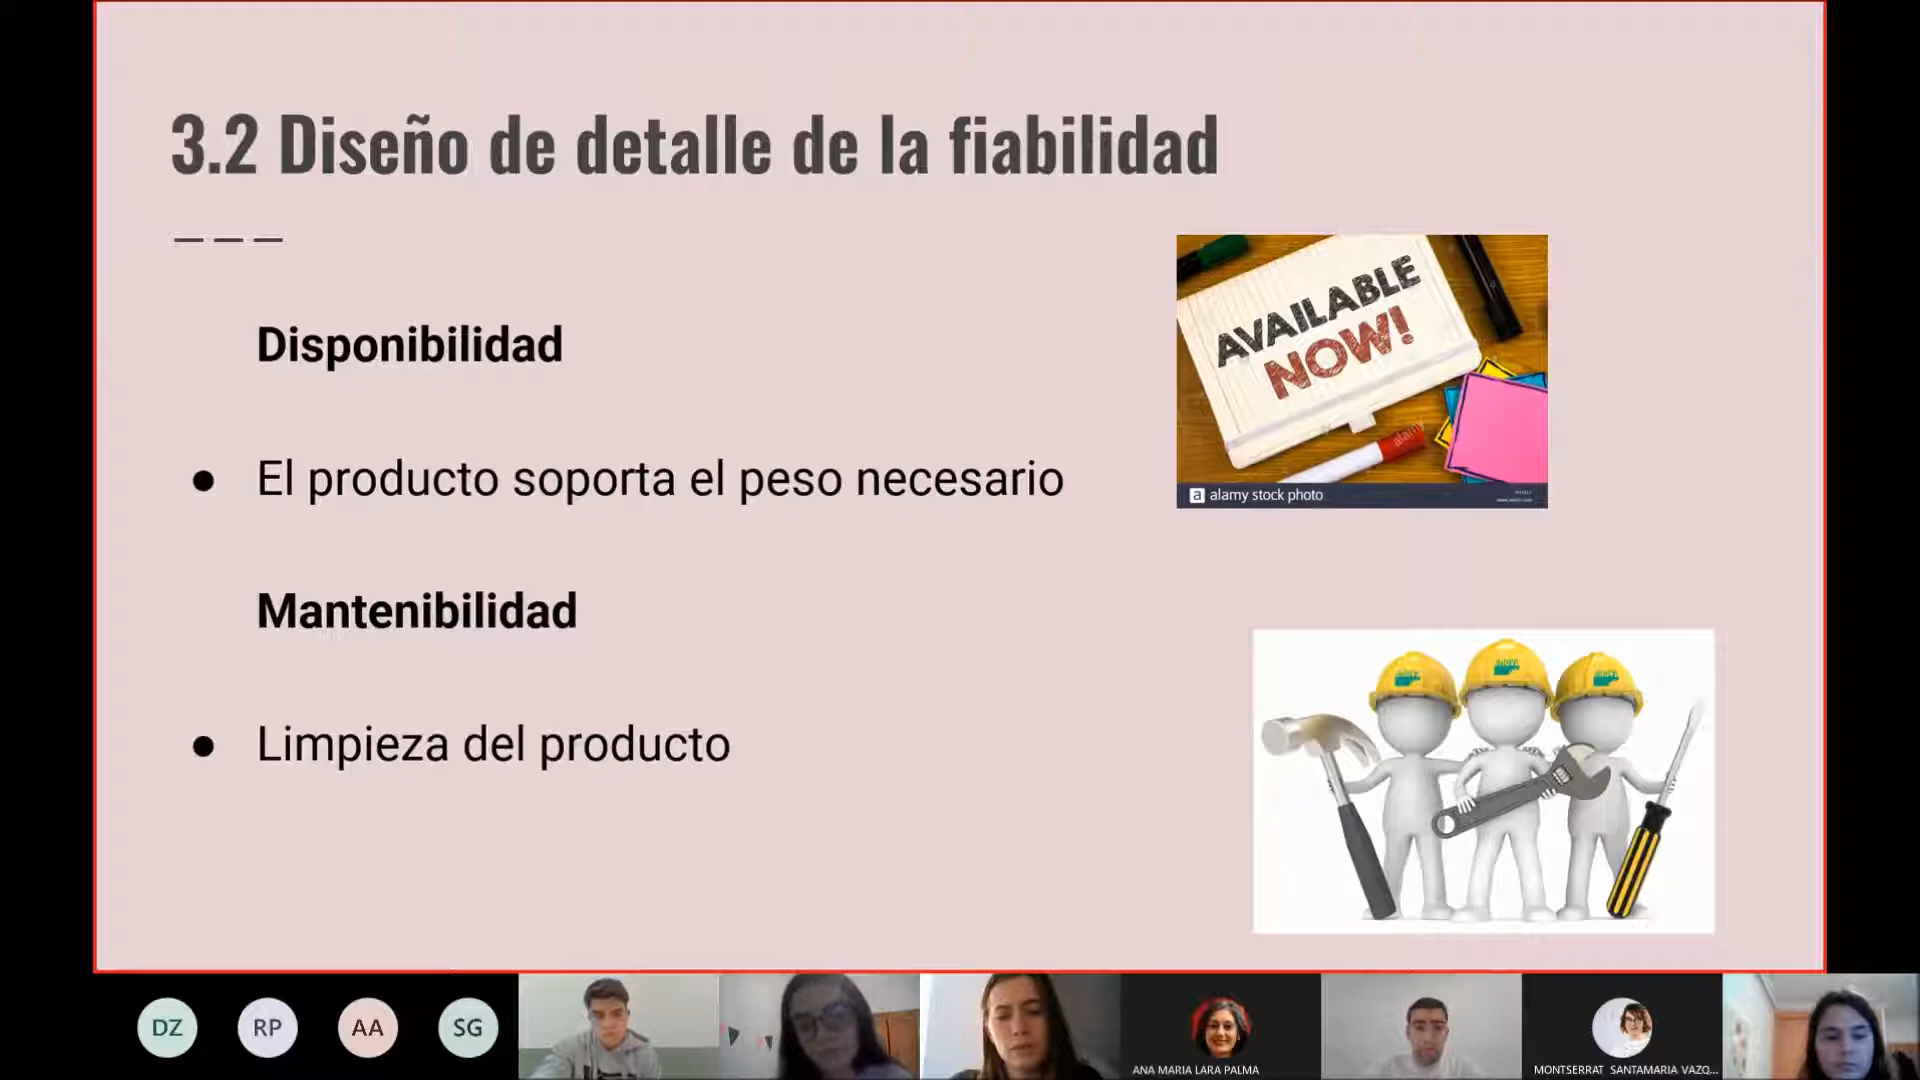 3.2 Diseño de detalle de la fiabilidad
Disponibilidad
● El producto soporta el peso necesario
Mantenibilidad
● Limpieza del producto
AVAILABLE
NOW!
alamy
a alamy stock photo
DZ
RP
AA
SG
ANA MARIA LARA PALMA
MONTSERRAT SANTAMARIA VAZQ...